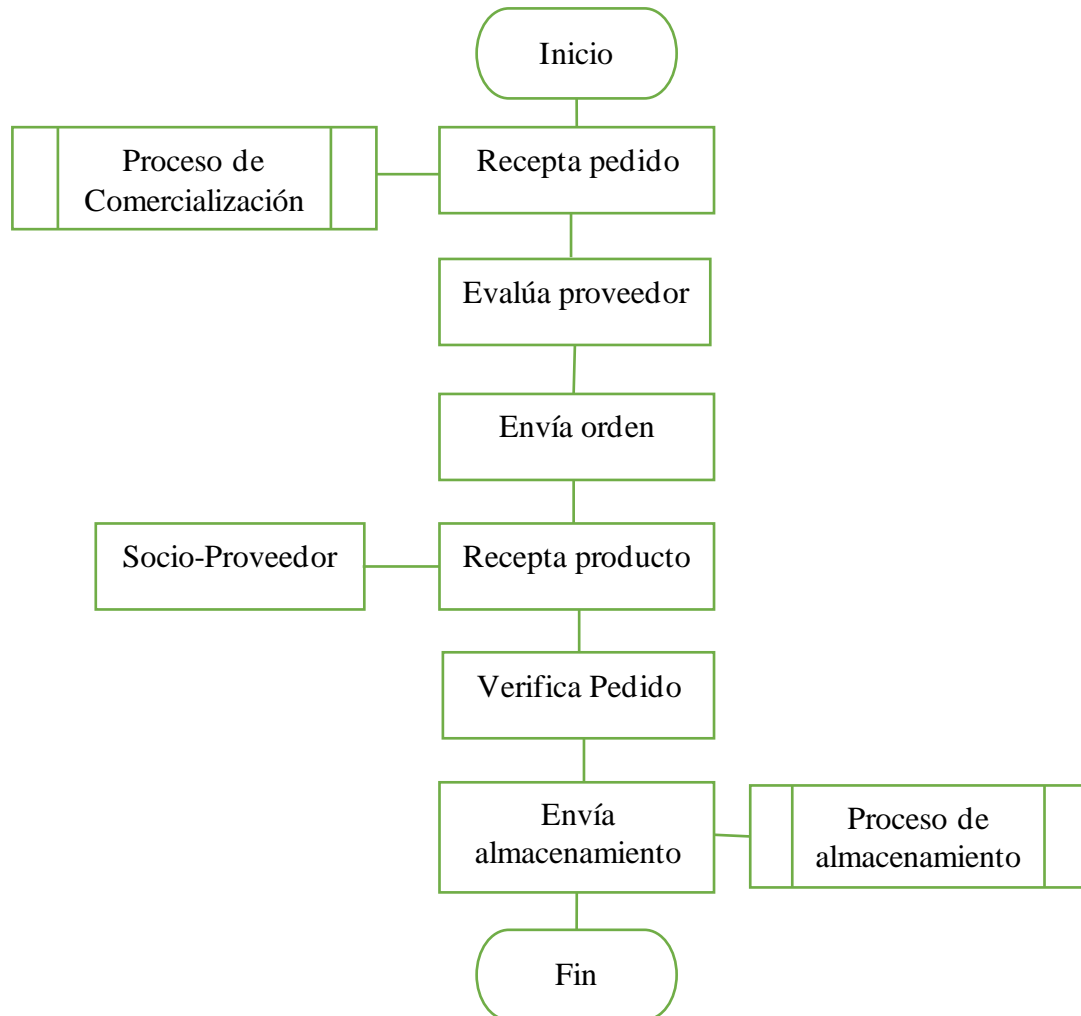 Inicio
Proceso de
Comercialización
Recepta pedido
Evalúa proveedor
Envía orden
Socio-Proveedor
Recepta producto
Verifica Pedido
Envía
almacenamiento
Proceso de
almacenamiento
Fin